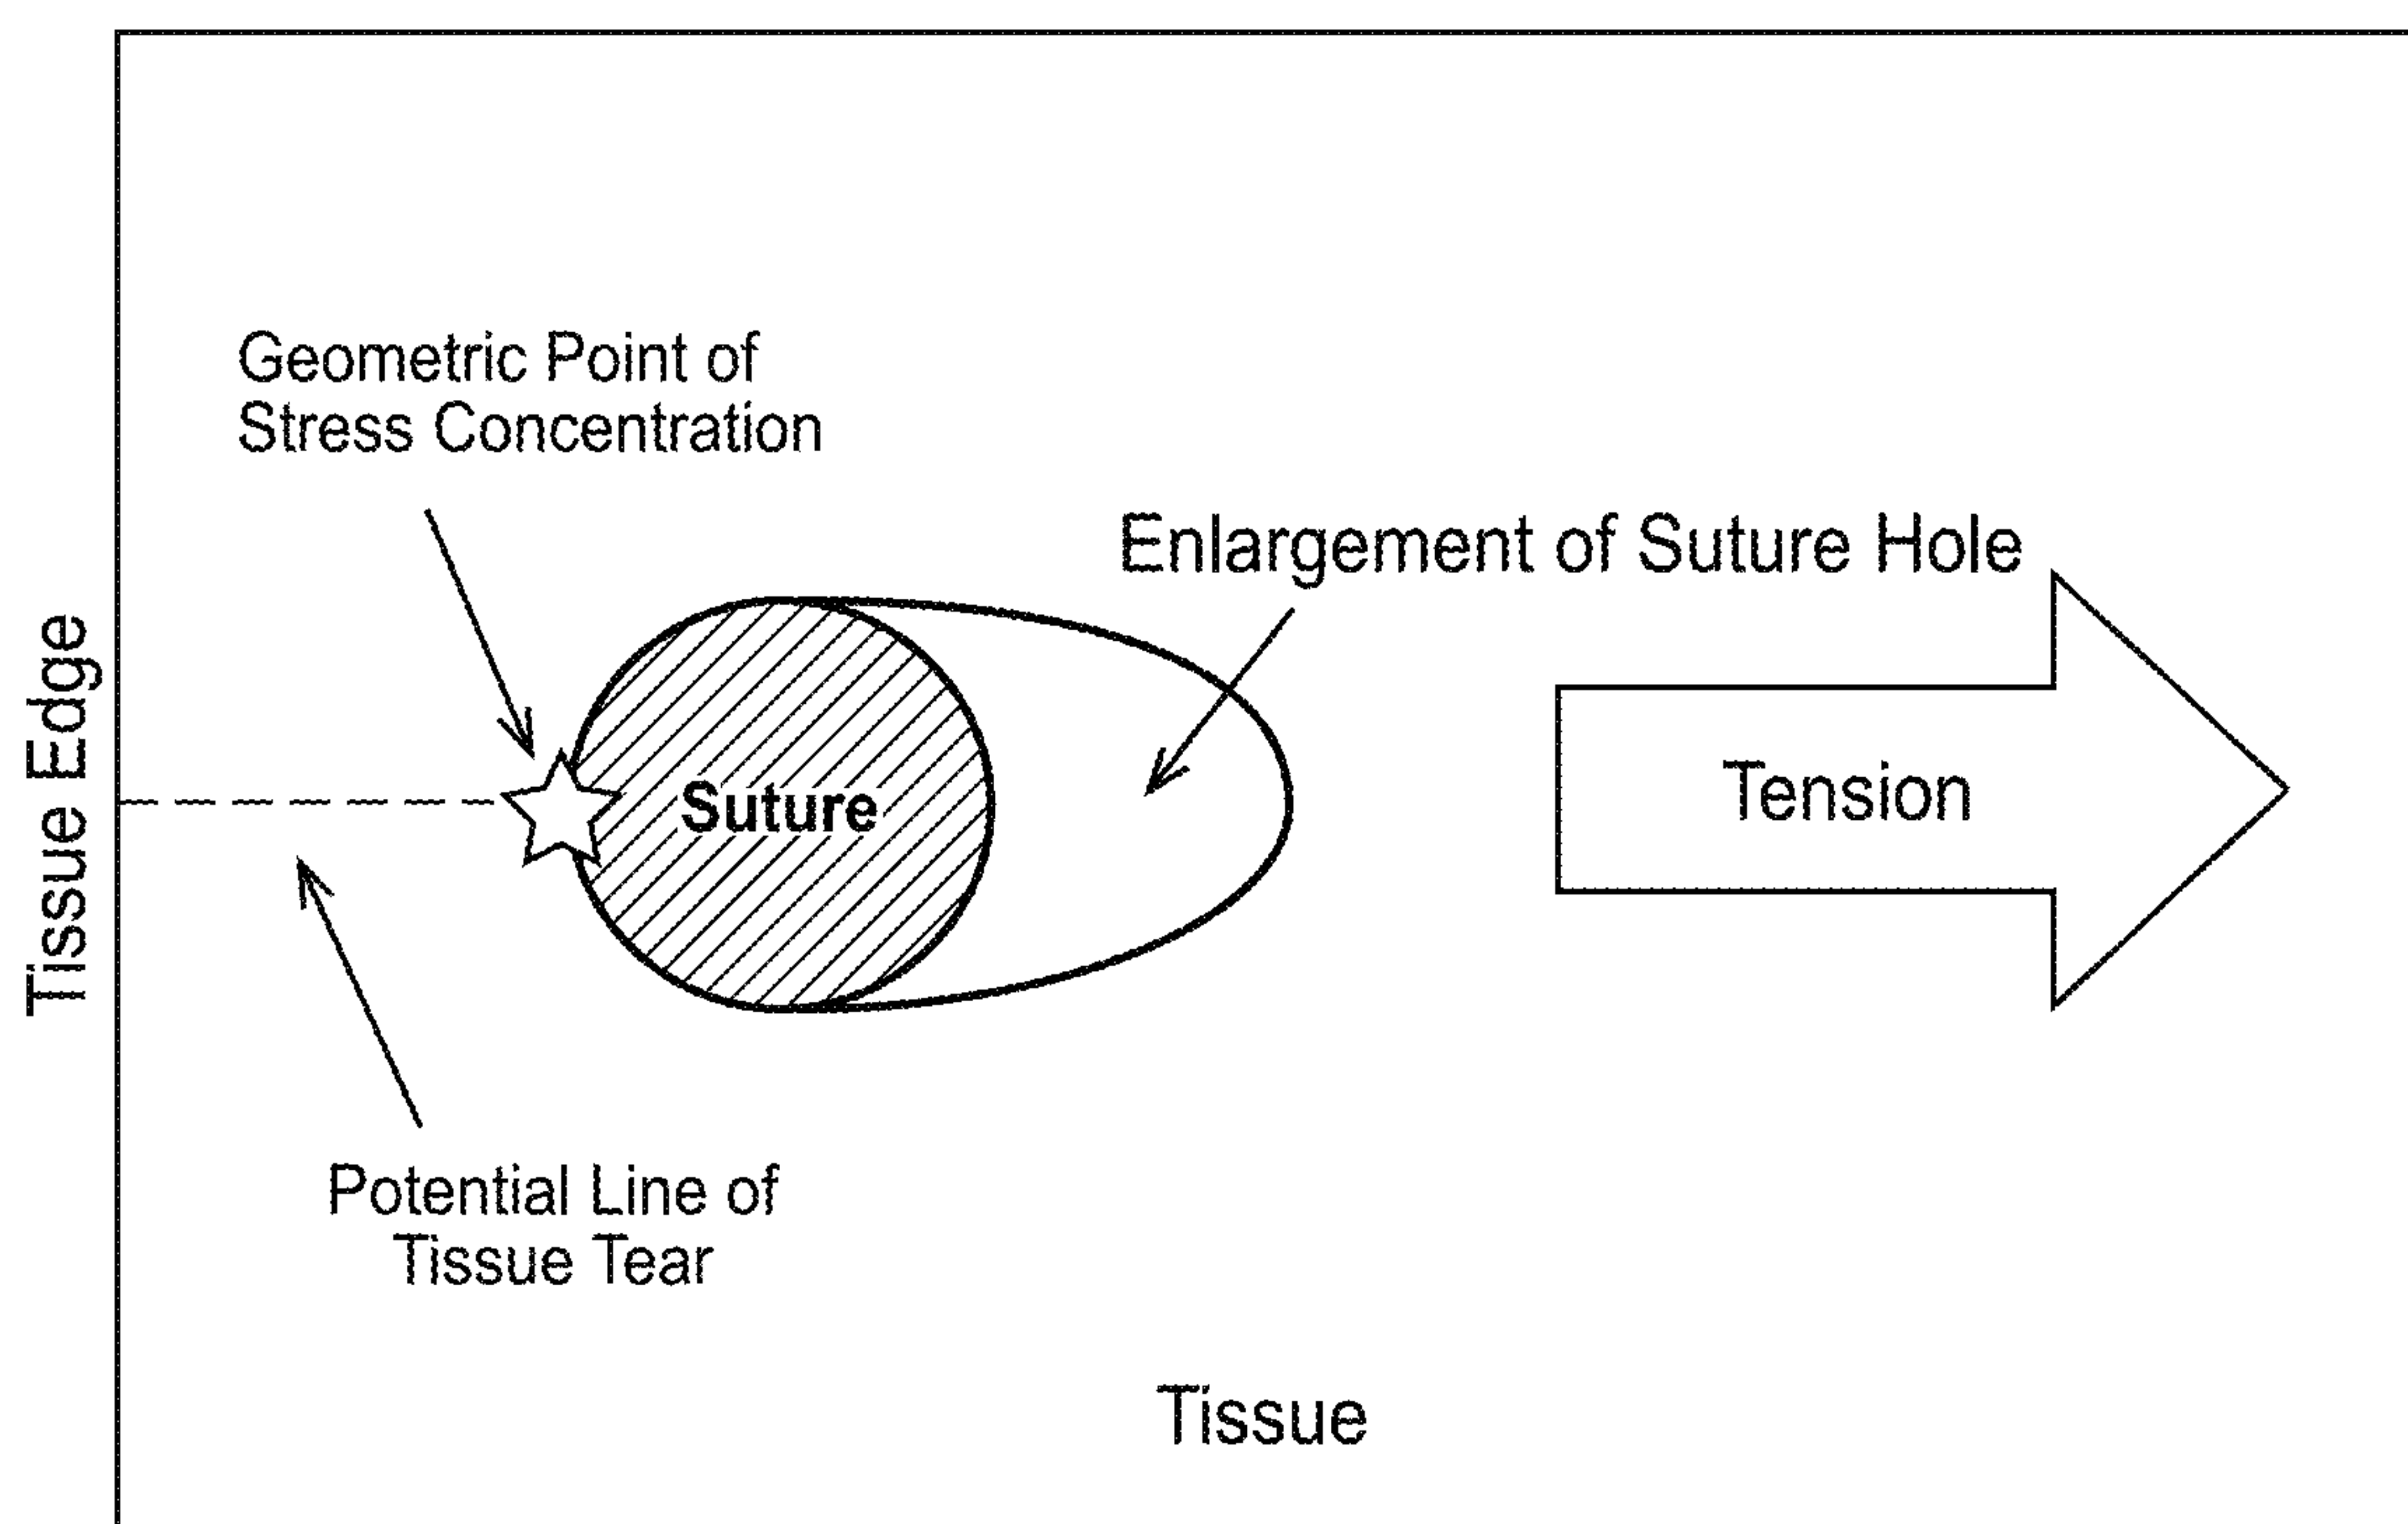 Geometric Point of
Stress Concentration
Enlargement of Suture Hole
Tissue Edge
Suture
Tension
Potential Line of
Tissue Tear
Tissue